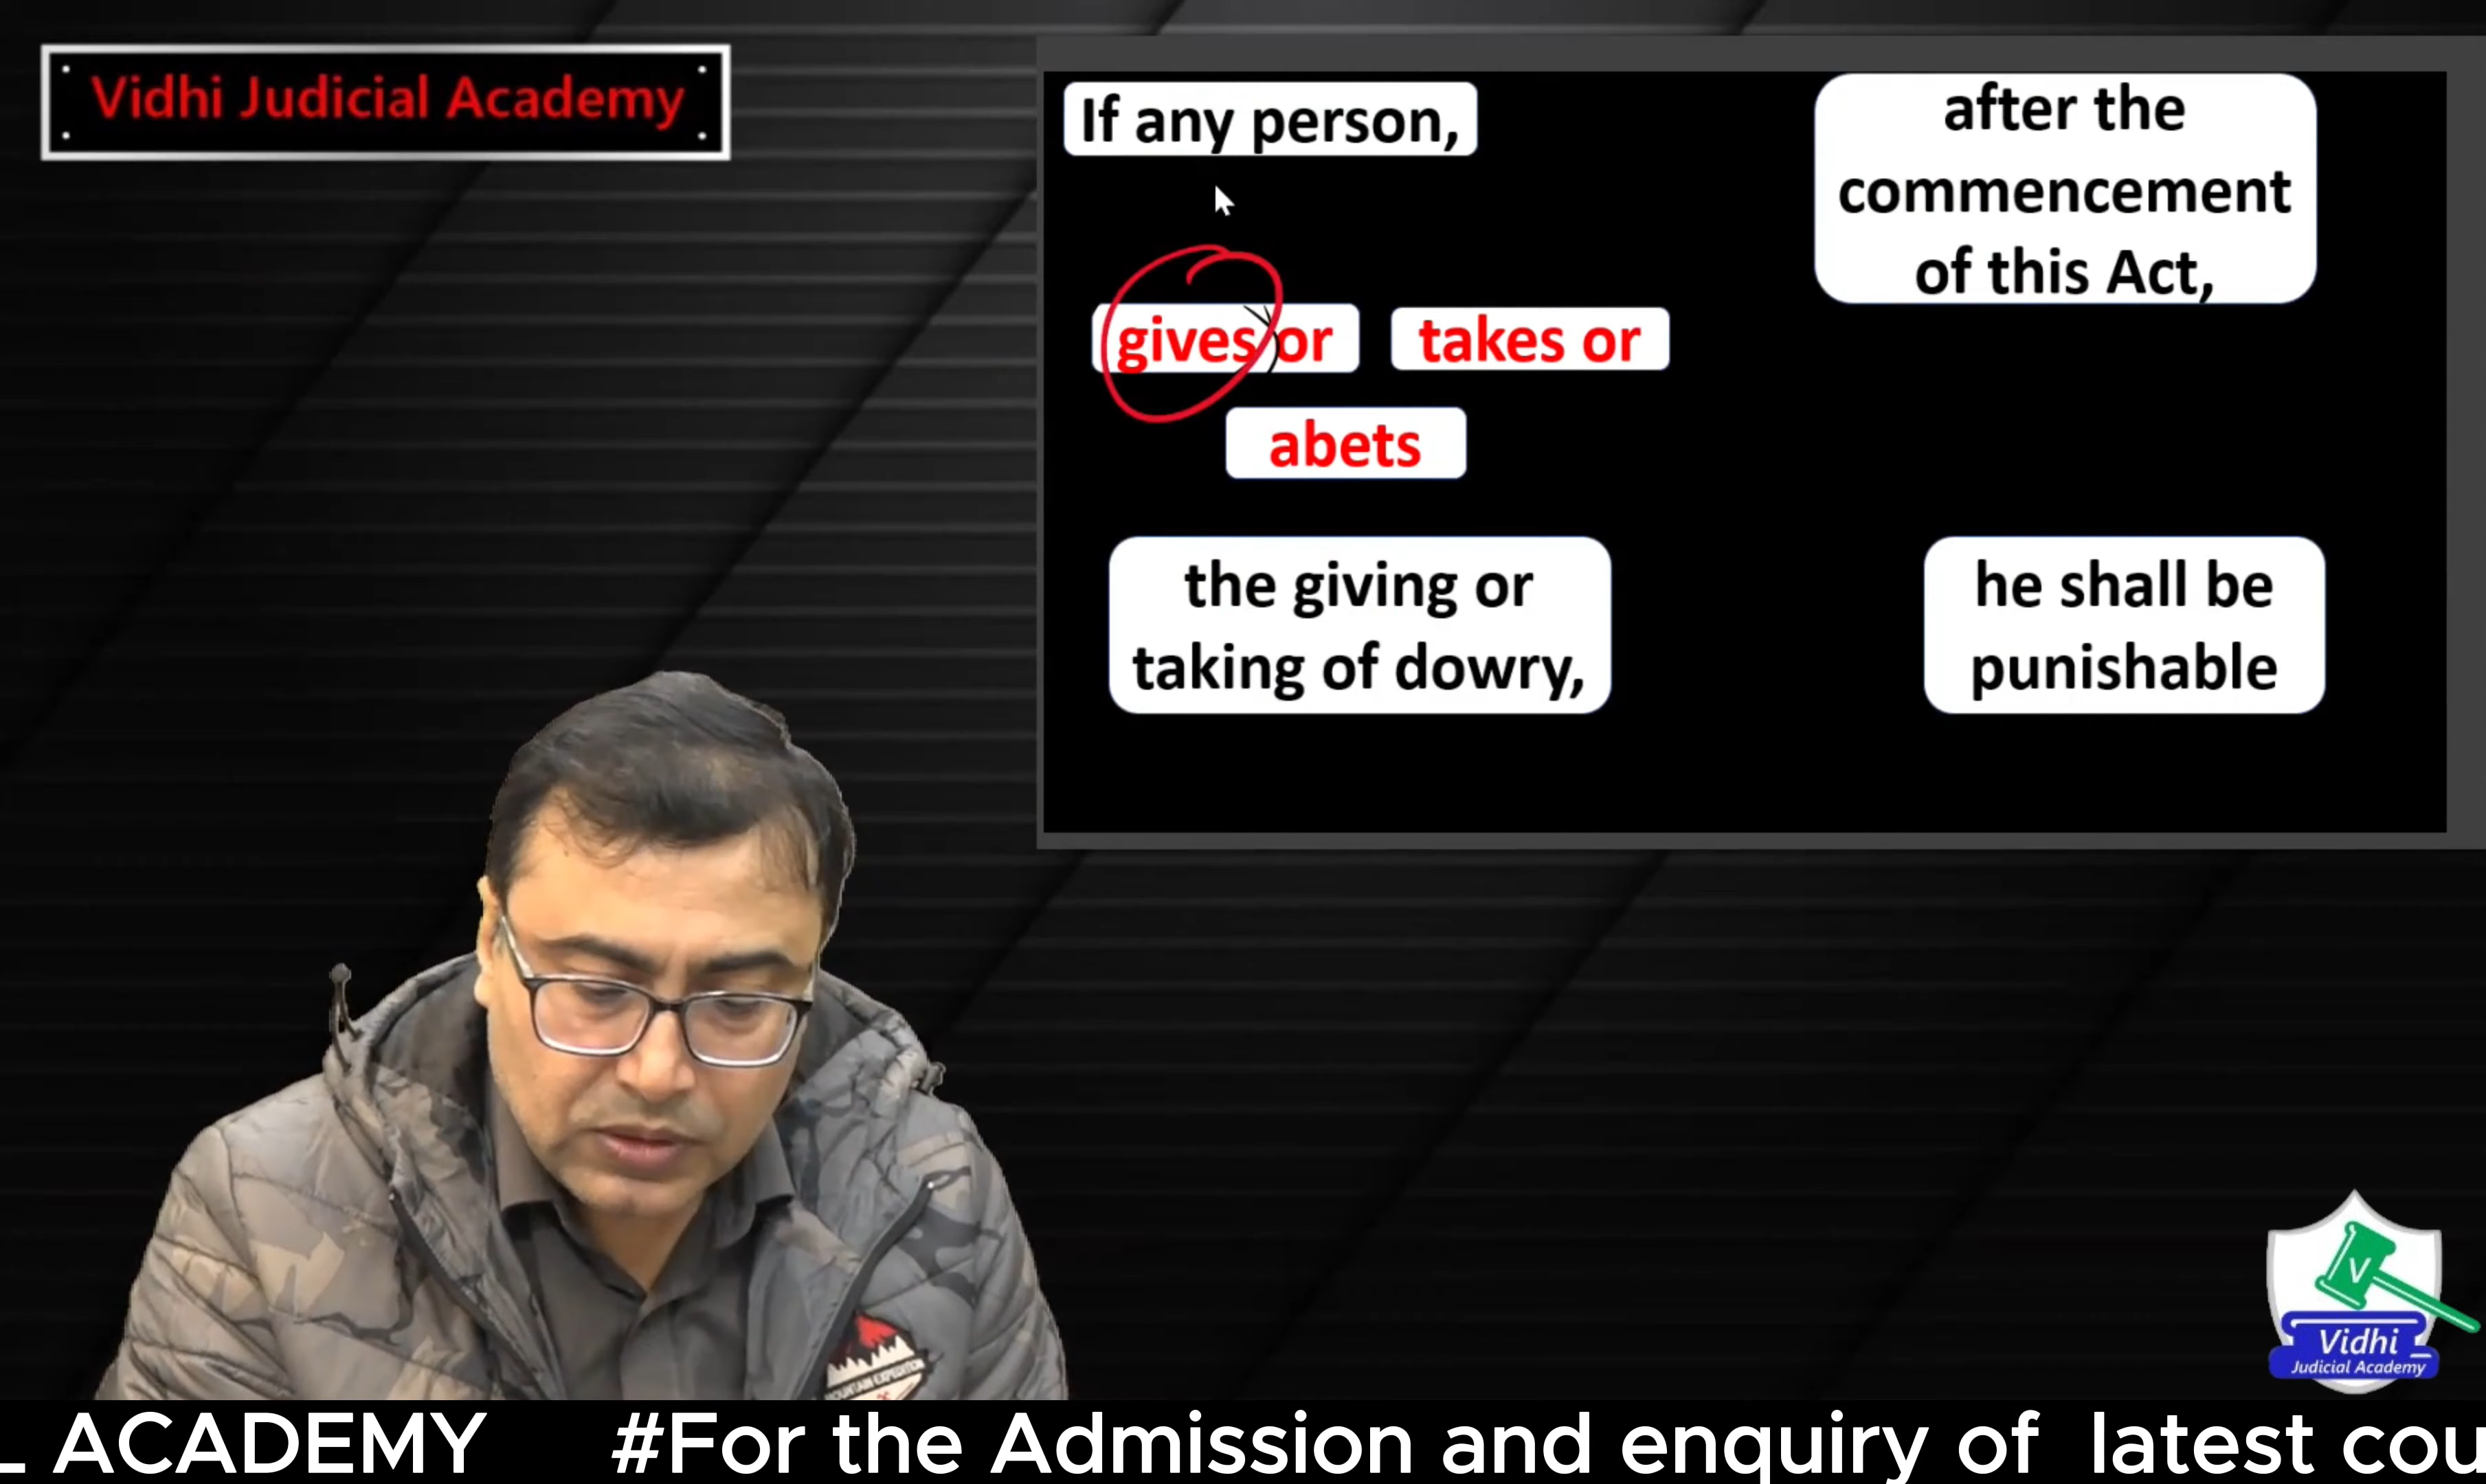 Vidhi Judicial Academy
If any person,
after the
commencement
of this Act,
gives or
takes or
abets
the giving or
taking of dowry,
he shall be
punishable
MOUNTAIN EXPEDITION
V
Vidhi
Judicial Academy
L ACADEMY #For the Admission and enquiry of latest cou